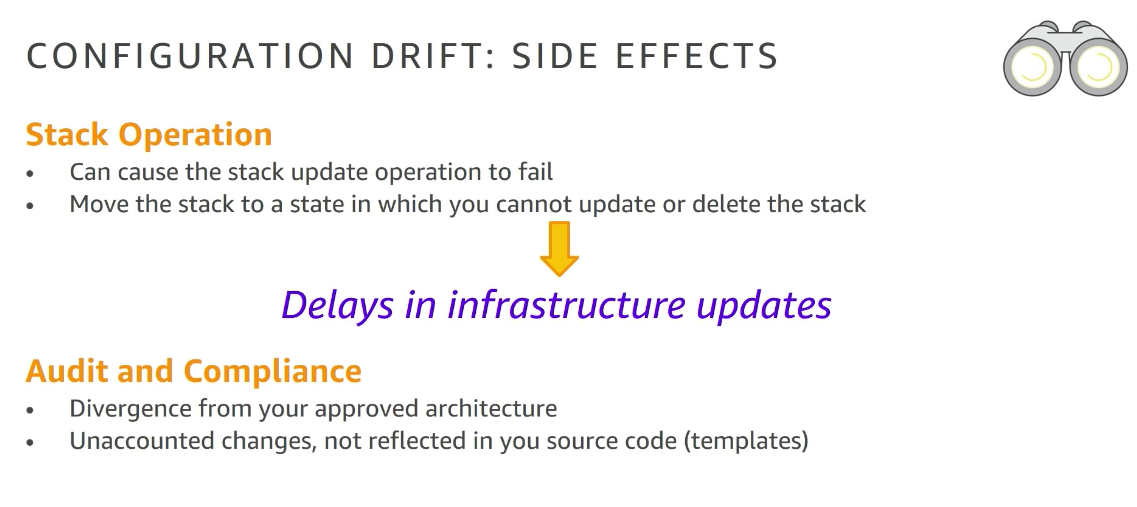 CONFIGURATION DRIFT: SIDE EFFECTS
Stack Operation
• Can cause the stack update operation to fail
• Move the stack to a state in which you cannot update or delete the stack
Delays in infrastructure updates
Audit and Compliance
• Divergence from your approved architecture
• Unaccounted changes, not reflected in you source code (templates)